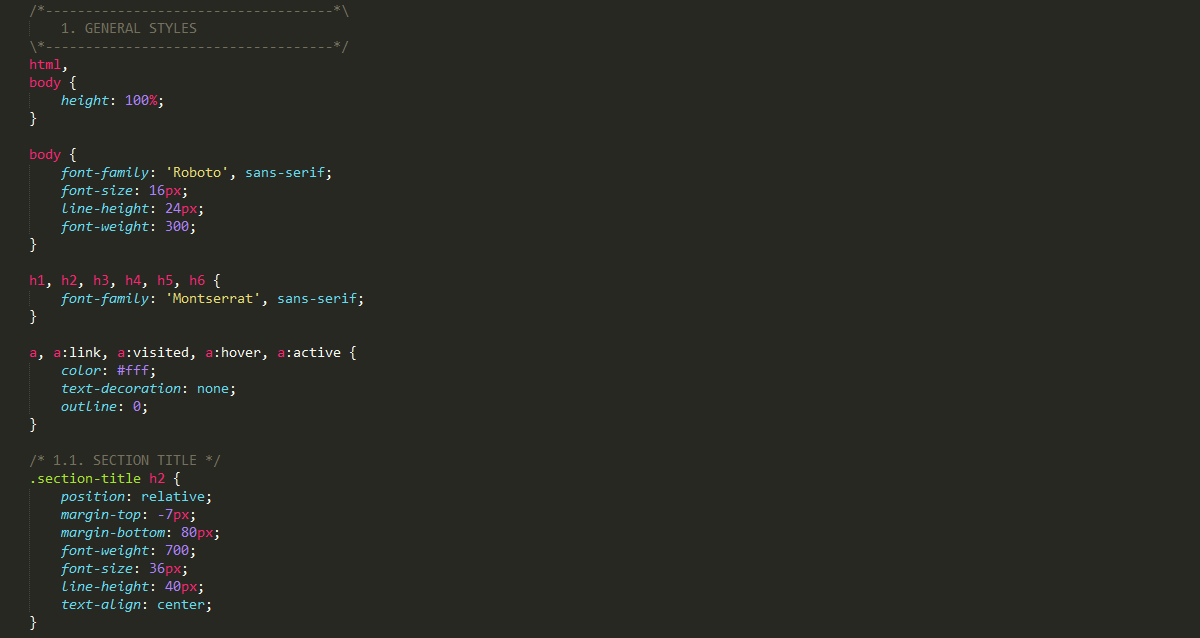 /*------------------------------------*\
    1. GENERAL STYLES
\*------------------------------------*/
html,
body {
    height: 100%;
}

body {
    font-family: 'Roboto', sans-serif;
    font-size: 16px;
    line-height: 24px;
    font-weight: 300;
}

h1, h2, h3, h4, h5, h6 {
    font-family: 'Montserrat', sans-serif;
}

a, a:link, a:visited, a:hover, a:active {
    color: #fff;
    text-decoration: none;
    outline: 0;
}

/* 1.1. SECTION TITLE */
.section-title h2 {
    position: relative;
    margin-top: -7px;
    margin-bottom: 80px;
    font-weight: 700;
    font-size: 36px;
    line-height: 40px;
    text-align: center;
}